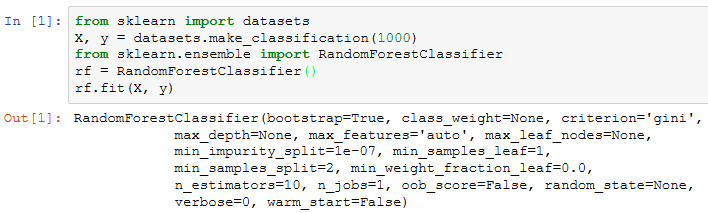 In [1]: from sklearn import datasets
X, y = datasets.make_classification(1000)
from sklearn.ensemble import RandomForestClassifier
rf = RandomForestClassifier()
rf.fit(X, y)
Out[1]: RandomForestClassifier(bootstrap=True, class_weight=None, criterion='gini',
max_depth=None, max_features='auto', max_leaf_nodes=None,
min_impurity_split=1e-07, min_samples_leaf=1,
min_samples_split=2, min_weight_fraction_leaf=0.0,
n_estimators=10, n_jobs=1, oob_score=False, random_state=None,
verbose=0, warm_start=False)